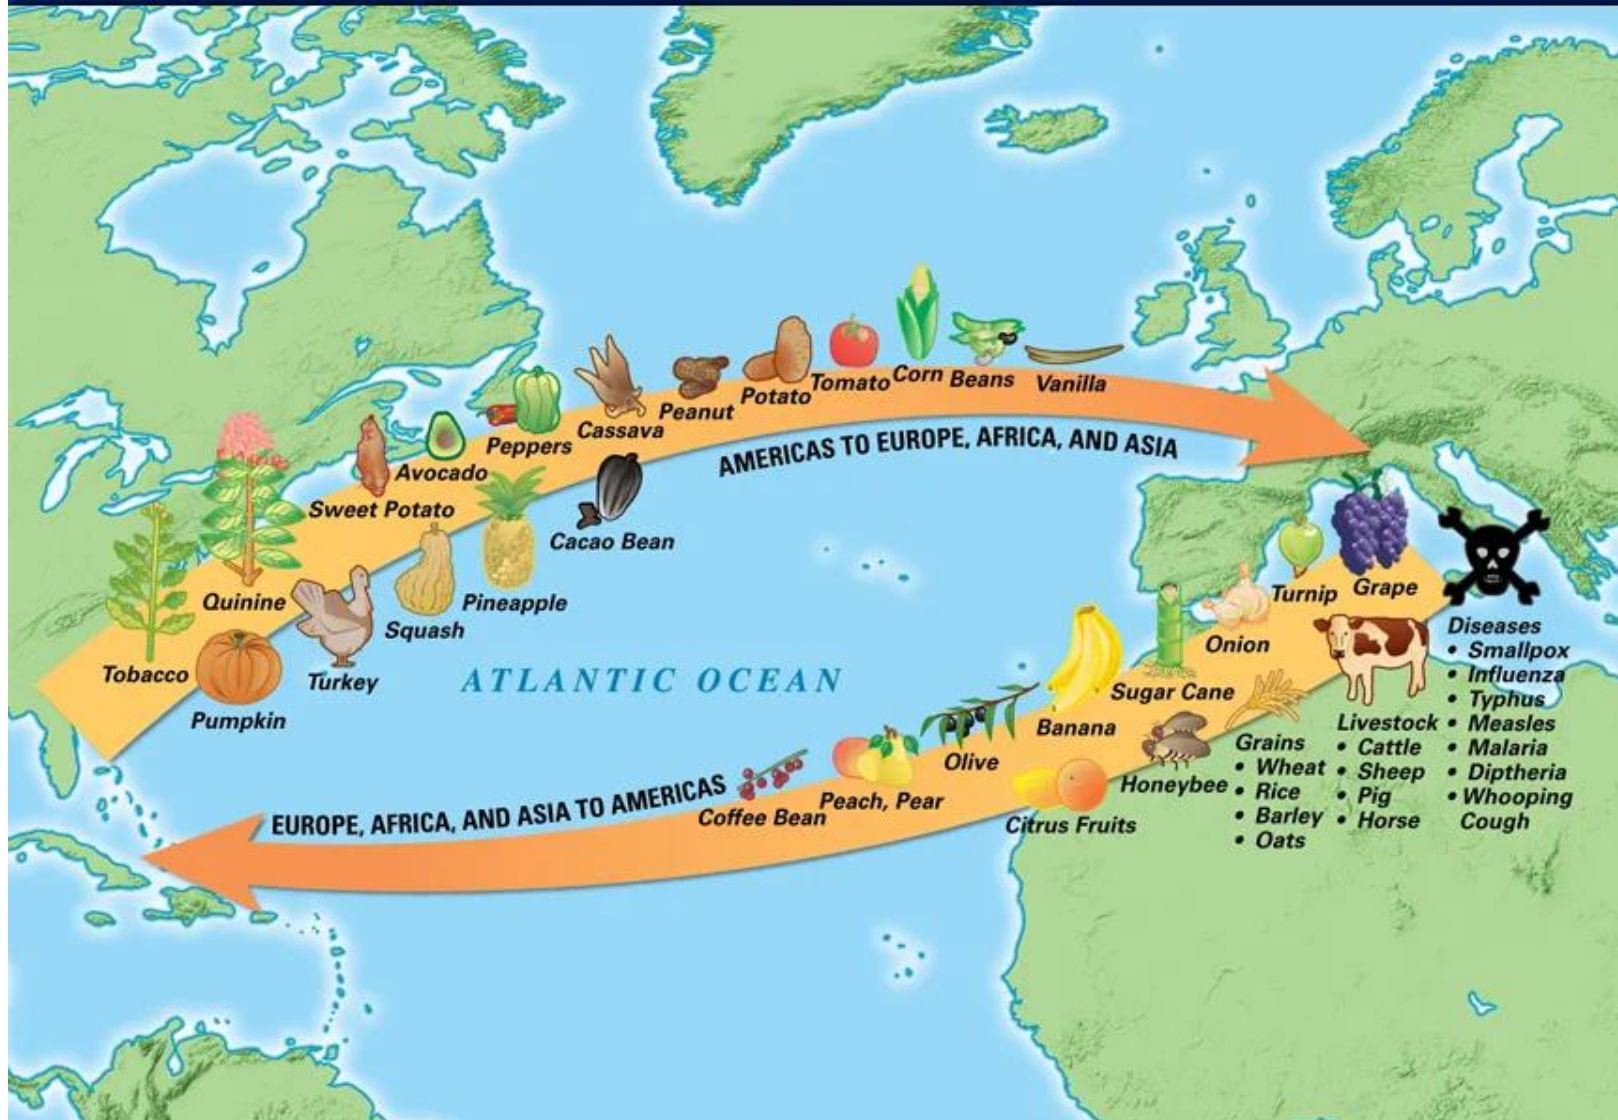 Tomato
Corn
Beans
Vanilla
Potato
Peanut
Cassava
Peppers
Avocado
Sweet Potato
AMERICAS TO EUROPE, AFRICA, AND ASIA
Cacao Bean
Pineapple
Quinine
Squash
Tobacco
Turkey
Pumpkin
ATLANTIC OCEAN
Turnip
Grape
Onion
Sugar Cane
Banana
Olive
Honeybee
Peach, Pear
Coffee Bean
Citrus Fruits
EUROPE, AFRICA, AND ASIA TO AMERICAS
Grains
• Wheat
• Rice
• Barley
• Oats
Livestock
• Cattle
• Sheep
• Pig
• Horse
Diseases
• Smallpox
• Influenza
• Typhus
• Measles
• Malaria
• Diptheria
• Whooping
Cough